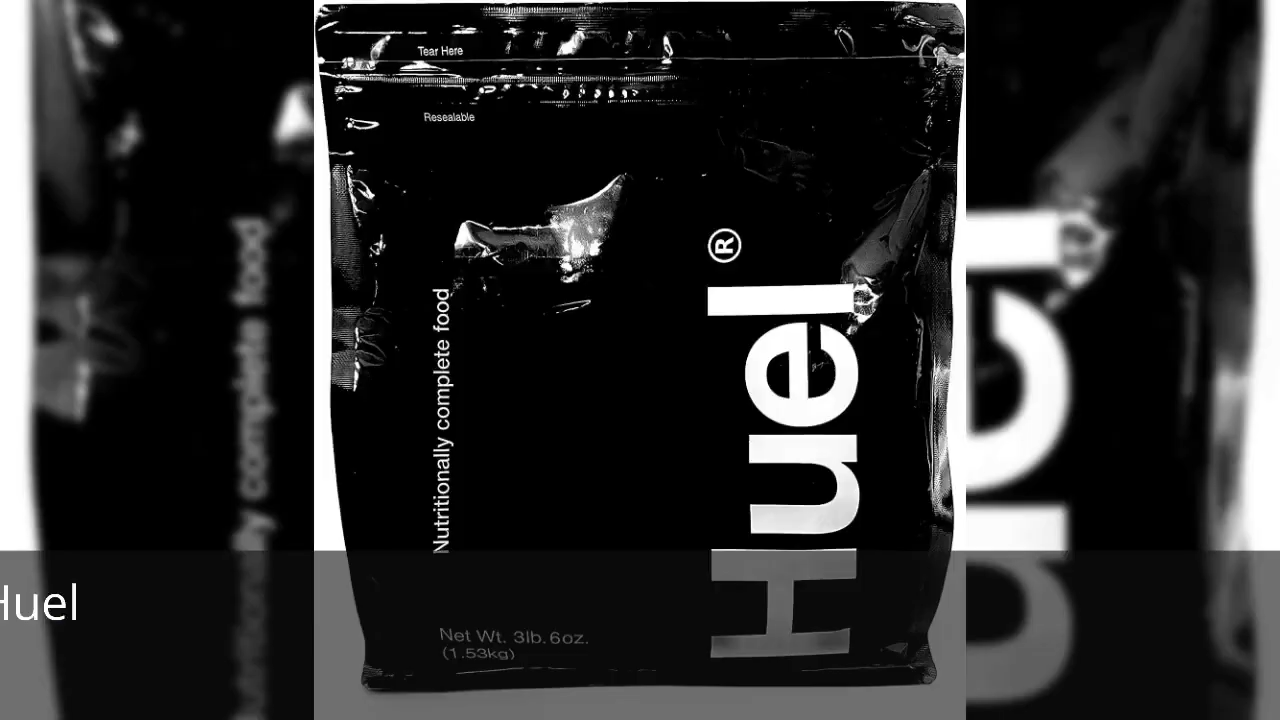 Tear Here
Resealable
Huel®
Nutritionally complete food
Net Wt. 3lb. 6oz.
(1.53kg)
Huel